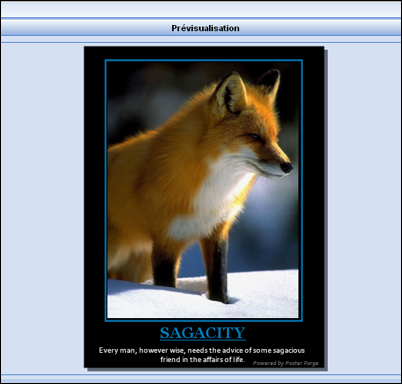 Prévisualisation
SAGACITY
Every man, however wise, needs the advice of some sagacious
friend in the affairs of life.
Powered by Poster Forge